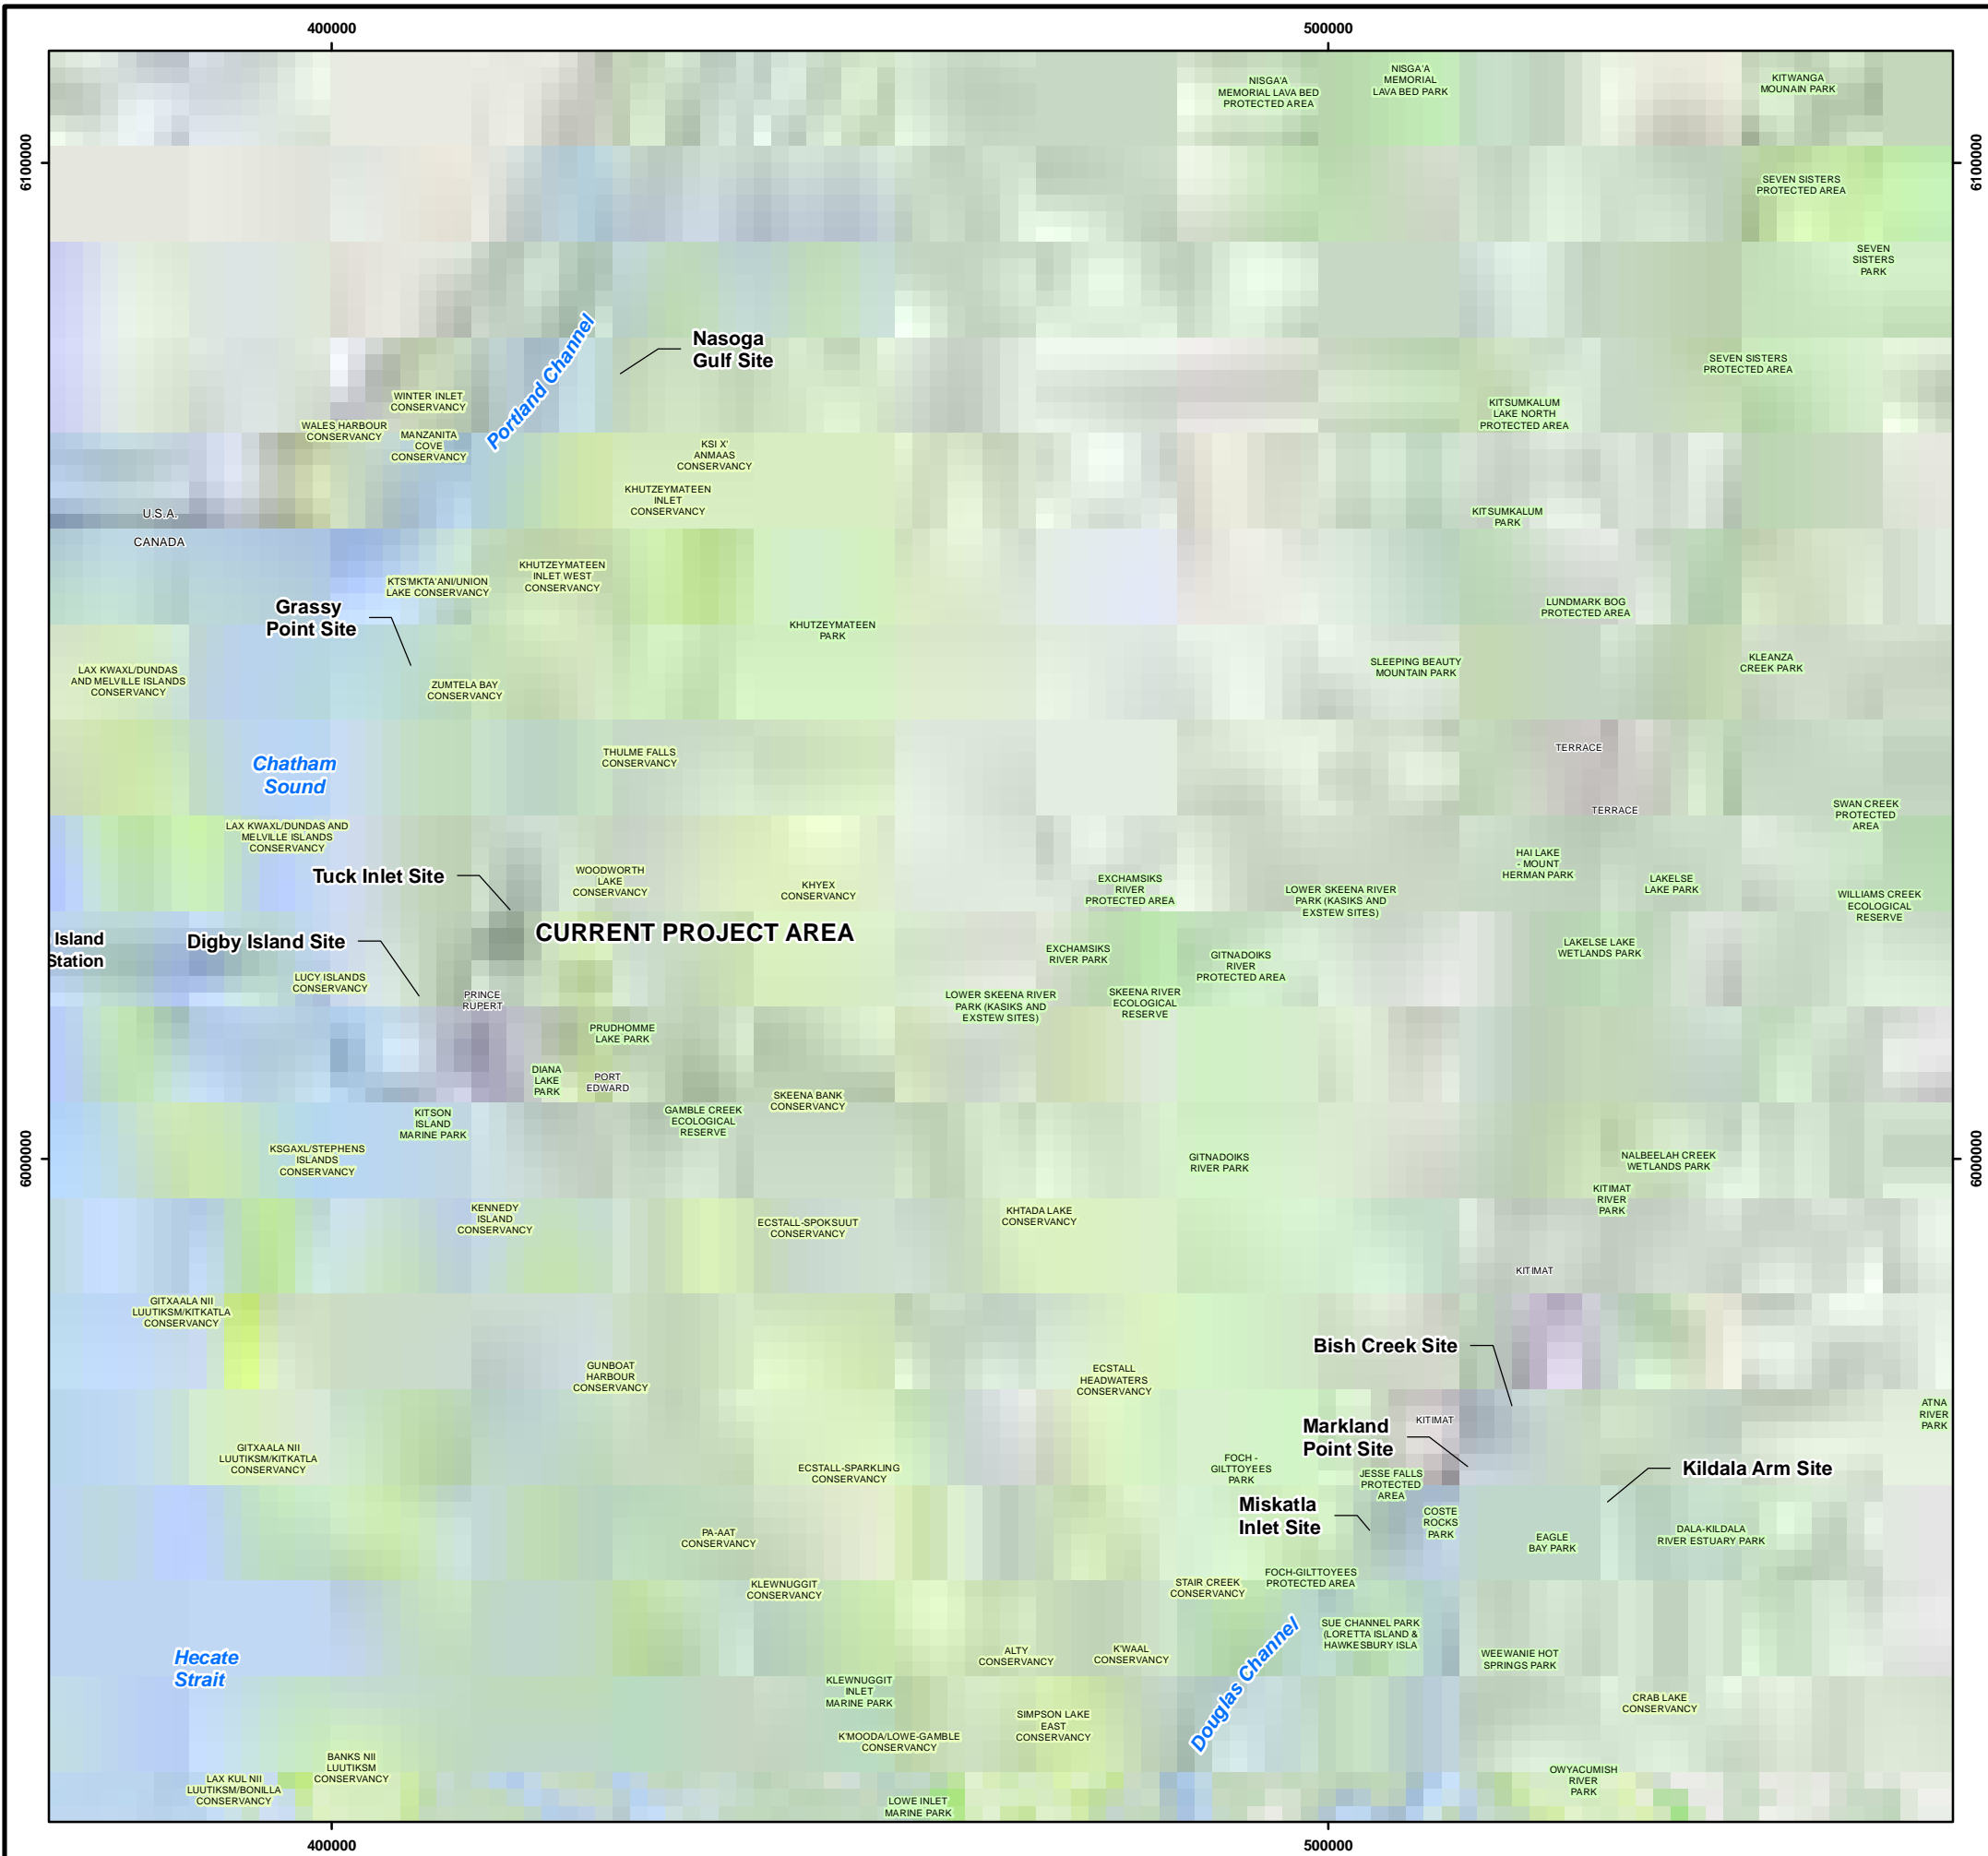 400000
500000
6100000
6100000
NISGA'A
MEMORIAL LAVA BED
PROTECTED AREA
NISGA'A
MEMORIAL
LAVA BED PARK
KITWANGA
MOUNAIN PARK
SEVEN SISTERS
PROTECTED AREA
SEVEN
SISTERS
PARK
Portland Channel
Nasoga
Gulf Site
SEVEN SISTERS
PROTECTED AREA
WINTER INLET
CONSERVANCY
WALES HARBOUR
CONSERVANCY
MANZANITA
COVE
CONSERVANCY
KITSUMKALUM
LAKE NORTH
PROTECTED AREA
KSI X'
ANMAAS
CONSERVANCY
KHUTZEYMATEEN
INLET
CONSERVANCY
U.S.A.
CANADA
KITSUMKALUM
PARK
KTS'MKTA'ANI/UNION
LAKE CONSERVANCY
KHUTZEYMATEEN
INLET WEST
CONSERVANCY
Grassy
Point Site
LUNDMARK BOG
PROTECTED AREA
KHUTZEYMATEEN
PARK
LAX KWAXL/DUNDAS
AND MELVILLE ISLANDS
CONSERVANCY
ZUMTELA BAY
CONSERVANCY
SLEEPING BEAUTY
MOUNTAIN PARK
KLEANZA
CREEK PARK
Chatham
Sound
THULME FALLS
CONSERVANCY
TERRACE
TERRACE
SWAN CREEK
PROTECTED
AREA
LAX KWAXL/DUNDAS AND
MELVILLE ISLANDS
CONSERVANCY
Tuck Inlet Site
WOODWORTH
LAKE
CONSERVANCY
KHYEX
CONSERVANCY
EXCHAMSIKS
RIVER
PROTECTED AREA
LOWER SKEENA RIVER
PARK (KASIKS AND
EXSTEW SITES)
HAI LAKE
- MOUNT
HERMAN PARK
LAKELSE
LAKE PARK
WILLIAMS CREEK
ECOLOGICAL
RESERVE
CURRENT PROJECT AREA
Island
Station
Digby Island Site
LUCY ISLANDS
CONSERVANCY
PRINCE
RUPERT
EXCHAMSIKS
RIVER PARK
GITNADOIKS
RIVER
PROTECTED AREA
LAKELSE LAKE
WETLANDS PARK
LOWER SKEENA RIVER
PARK (KASIKS AND
EXSTEW SITES)
SKEENA RIVER
ECOLOGICAL
RESERVE
PRUDHOMME
LAKE PARK
DIANA
LAKE
PARK
PORT
EDWARD
SKEENA BANK
CONSERVANCY
KITSON
ISLAND
MARINE PARK
GAMBLE CREEK
ECOLOGICAL
RESERVE
6000000
6000000
KSGAXL/STEPHENS
ISLANDS
CONSERVANCY
GITNADOIKS
RIVER PARK
NALBEELAH CREEK
WETLANDS PARK
KITIMAT
RIVER
PARK
KENNEDY
ISLAND
CONSERVANCY
ECSTALL-SPOKSUUT
CONSERVANCY
KHTADA LAKE
CONSERVANCY
KITIMAT
GITXAALA NII
LUUTIKSM/KITKATLA
CONSERVANCY
Bish Creek Site
GUNBOAT
HARBOUR
CONSERVANCY
ECSTALL
HEADWATERS
CONSERVANCY
ATNA
RIVER
PARK
Markland
Point Site
KITIMAT
GITXAALA NII
LUUTIKSM/KITKATLA
CONSERVANCY
ECSTALL-SPARKLING
CONSERVANCY
FOCH -
GILTTOYEES
PARK
JESSE FALLS
PROTECTED
AREA
Kildala Arm Site
Miskatla
Inlet Site
COSTE
ROCKS
PARK
EAGLE
BAY PARK
DALA-KILDALA
RIVER ESTUARY PARK
PA-AAT
CONSERVANCY
KLEWNUGGIT
CONSERVANCY
STAIR CREEK
CONSERVANCY
FOCH-GILTTOYEES
PROTECTED AREA
Hecate
Strait
ALTY
CONSERVANCY
K'WAAL
CONSERVANCY
Douglas Channel
SUE CHANNEL PARK
(LORETTA ISLAND &
HAWKESBURY ISLA
WEEWANIE HOT
SPRINGS PARK
KLEWNUGGIT
INLET
MARINE PARK
CRAB LAKE
CONSERVANCY
SIMPSON LAKE
EAST
CONSERVANCY
K'MOODA/LOWE-GAMBLE
CONSERVANCY
BANKS NII
LUUTIKSM
CONSERVANCY
LAX KUL NII
LUUTIKSM/BONILLA
CONSERVANCY
OWYACUMISH
RIVER
PARK
LOWE INLET
MARINE PARK
400000
500000